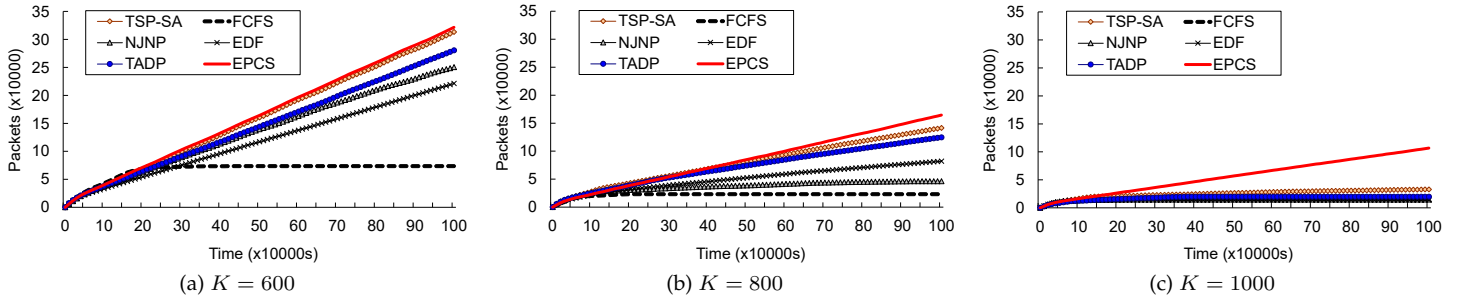 Packets (x10000)
35
30
25
20
15
10
5
0
TSP-SA
FCFS
NJNP
EDF
TADP
EPCS
0 10 20 30 40 50 60 70 80 90 100
Time (x10000s)
(a) K = 600
Packets (x10000)
35
30
25
20
15
10
5
0
TSP-SA
FCFS
NJNP
EDF
TADP
EPCS
0 10 20 30 40 50 60 70 80 90 100
Time (x10000s)
(b) K = 800
Packets (x10000)
35
30
25
20
15
10
5
0
TSP-SA
FCFS
NJNP
EDF
TADP
EPCS
0 10 20 30 40 50 60 70 80 90 100
Time (x10000s)
(c) K = 1000